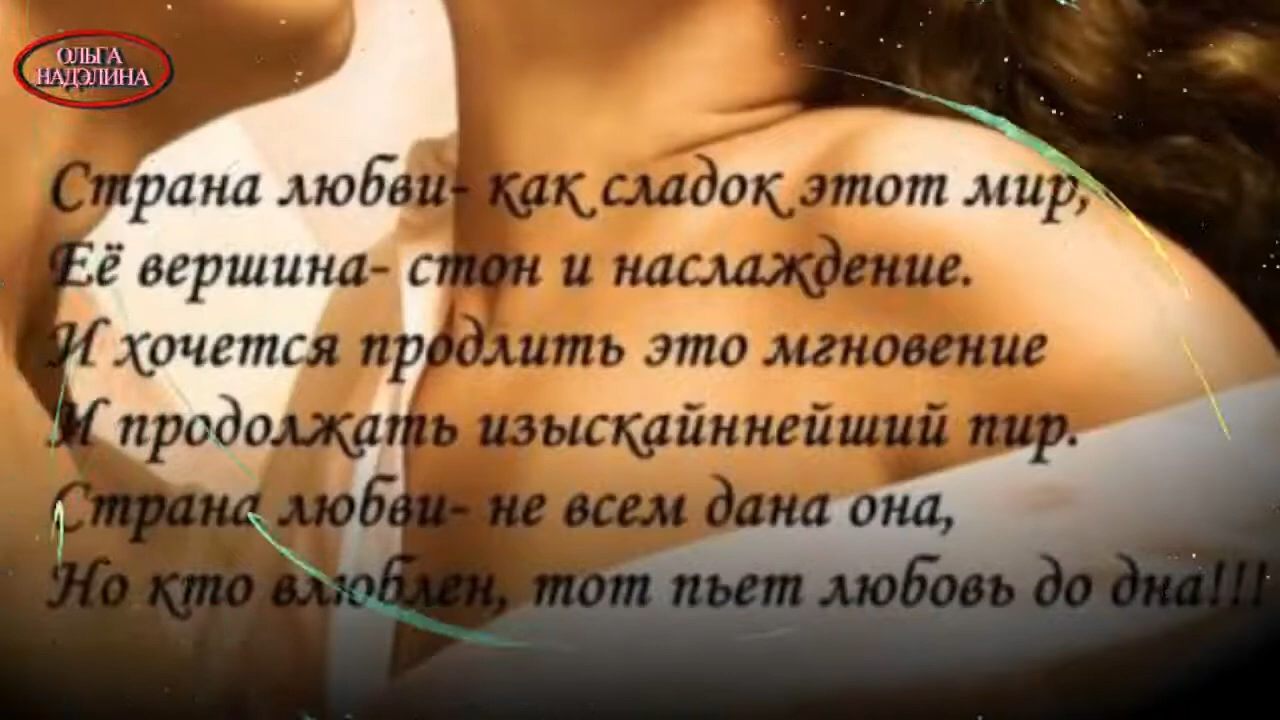 ОЛЬГА
НАДЭЛИНА
Страна любви- как сладок этот мир,
Её вершина- стон и наслаждение.
И хочется продлить это мгновение
И продолжать изыскайннейший пир.
Страна любви- не всем дана она,
Но кто влюблен, тот пьет любовь до дна!!!